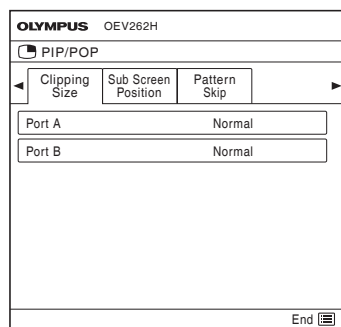 OLYMPUS OEV262H
PIP/POP
Clipping Size
Sub Screen Position
Pattern Skip
Port A Normal
Port B Normal
End